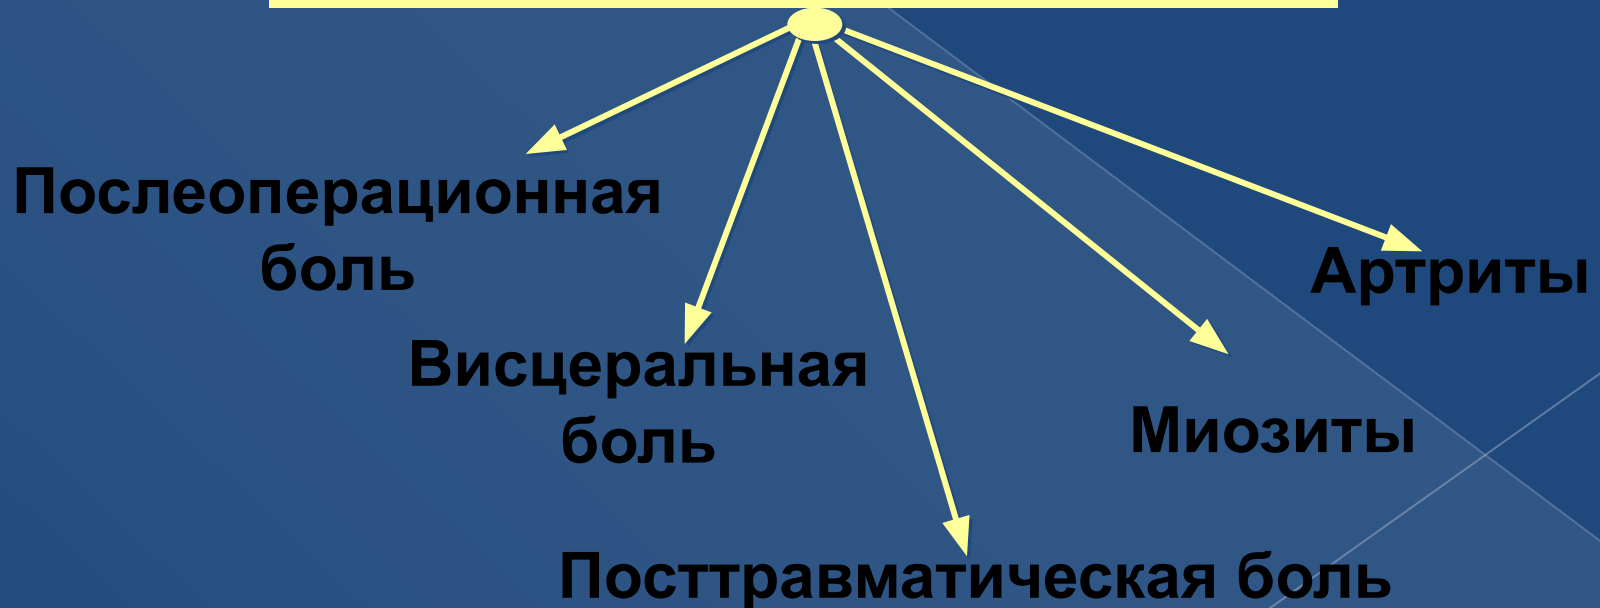 Послеоперационная
боль
Висцеральная
боль
Посттравматическая боль
Миозиты
Артриты